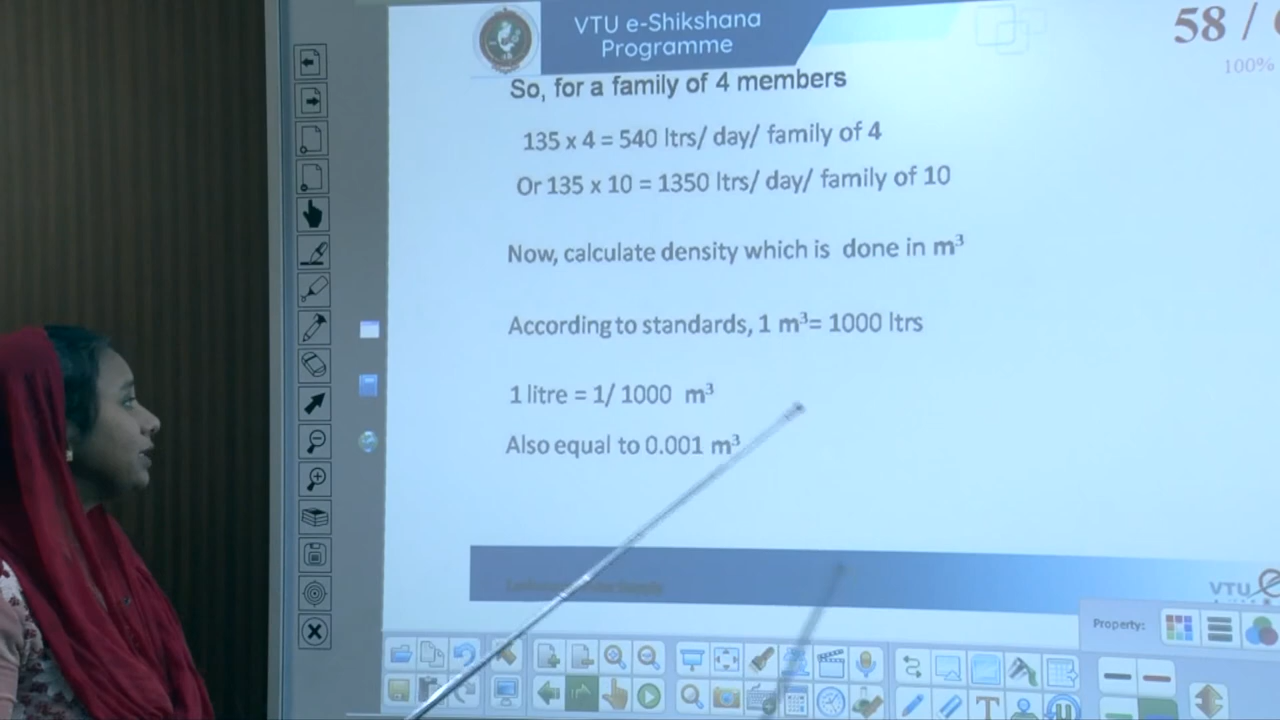 VTU e-Shikshana
Programme
58 /
100%
So, for a family of 4 members
135 x 4 = 540 ltrs/ day/ family of 4
Or 135 x 10 = 1350 ltrs/ day/ family of 10
Now, calculate density which is done in m³
According to standards, 1 m³= 1000 ltrs
1 litre = 1/ 1000 m³
Also equal to 0.001 m³
VTU
Property: